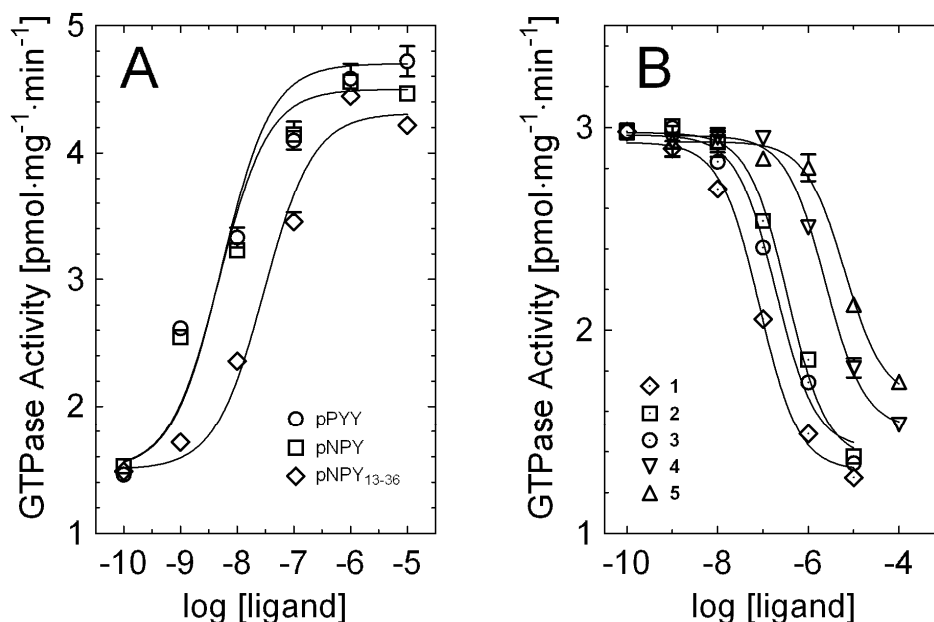 A
GTPase Activity [pmol·mg⁻¹·min⁻¹]
5
4
3
2
1
pPYY
pNPY
pNPY₁₃₋₃₆
-10 -9 -8 -7 -6 -5
log [ligand]
B
GTPase Activity [pmol·mg⁻¹·min⁻¹]
3
2
1
1
2
3
4
5
-10 -8 -6 -4
log [ligand]